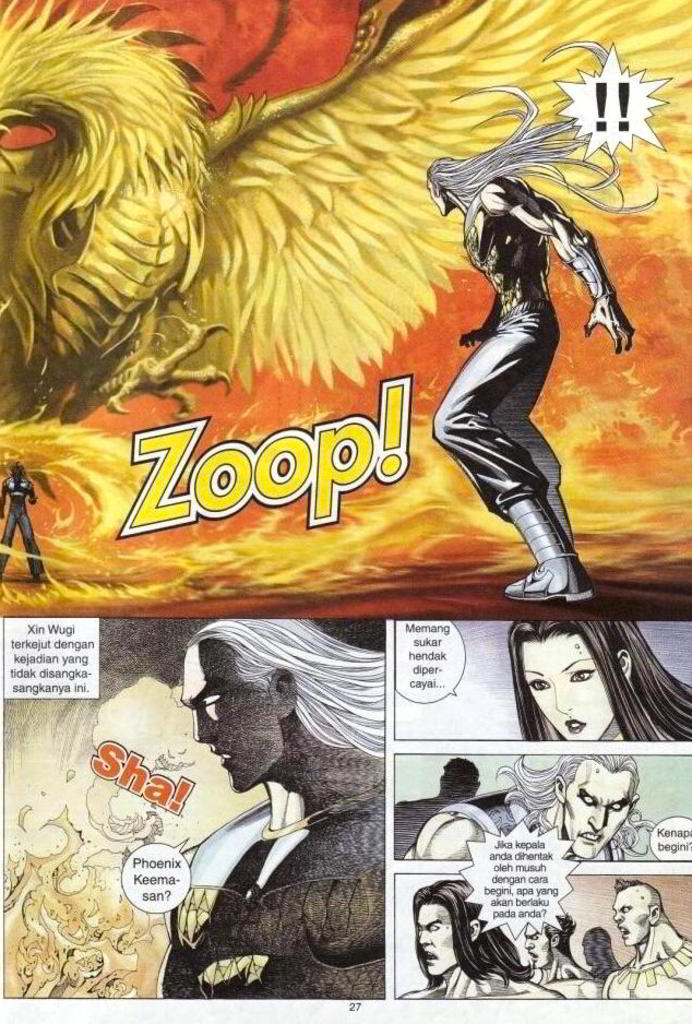 !!
Zoop!
Xin Wugi
terkejut dengan
kejadian yang
tidak disangka-
sangkanya ini.
Sha!
Phoenix
Keema-
san?
Memang
sukar
hendak
diper-
cayai...
Kenapa
begini?
Jika kepala
anda dihentak
oleh musuh
dengan cara
begini, apa yang
akan berlaku
pada anda?
27